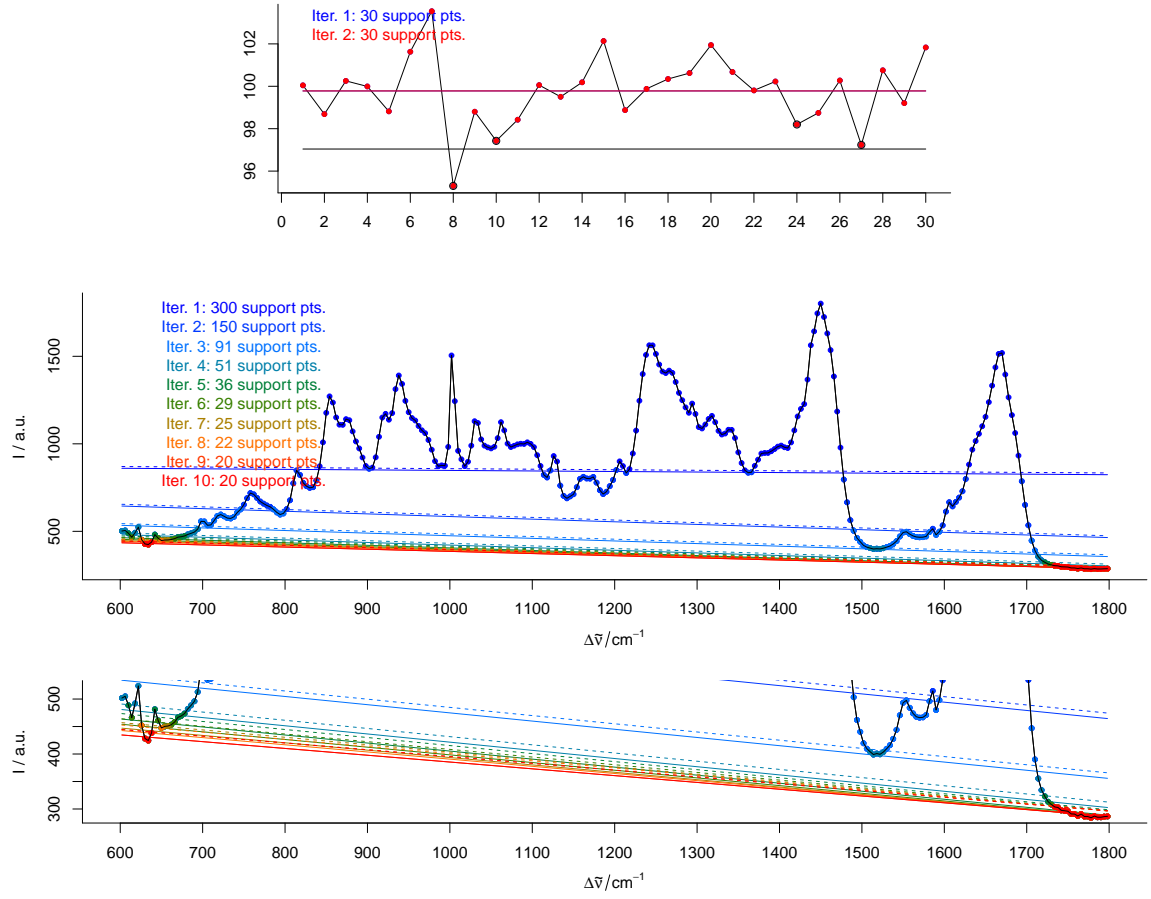 Iter. 1: 30 support pts.
Iter. 2: 30 support pts.
102
100
98
96
0 2 4 6 8 10 12 14 16 18 20 22 24 26 28 30
Iter. 1: 300 support pts.
Iter. 2: 150 support pts.
Iter. 3: 91 support pts.
Iter. 4: 51 support pts.
Iter. 5: 36 support pts.
Iter. 6: 29 support pts.
Iter. 7: 25 support pts.
Iter. 8: 22 support pts.
Iter. 9: 20 support pts.
Iter. 10: 20 support pts.
I / a.u.
1500
1000
500
600 700 800 900 1000 1100 1200 1300 1400 1500 1600 1700 1800
Δν̃/cm⁻¹
I / a.u.
500
400
300
600 700 800 900 1000 1100 1200 1300 1400 1500 1600 1700 1800
Δν̃/cm⁻¹